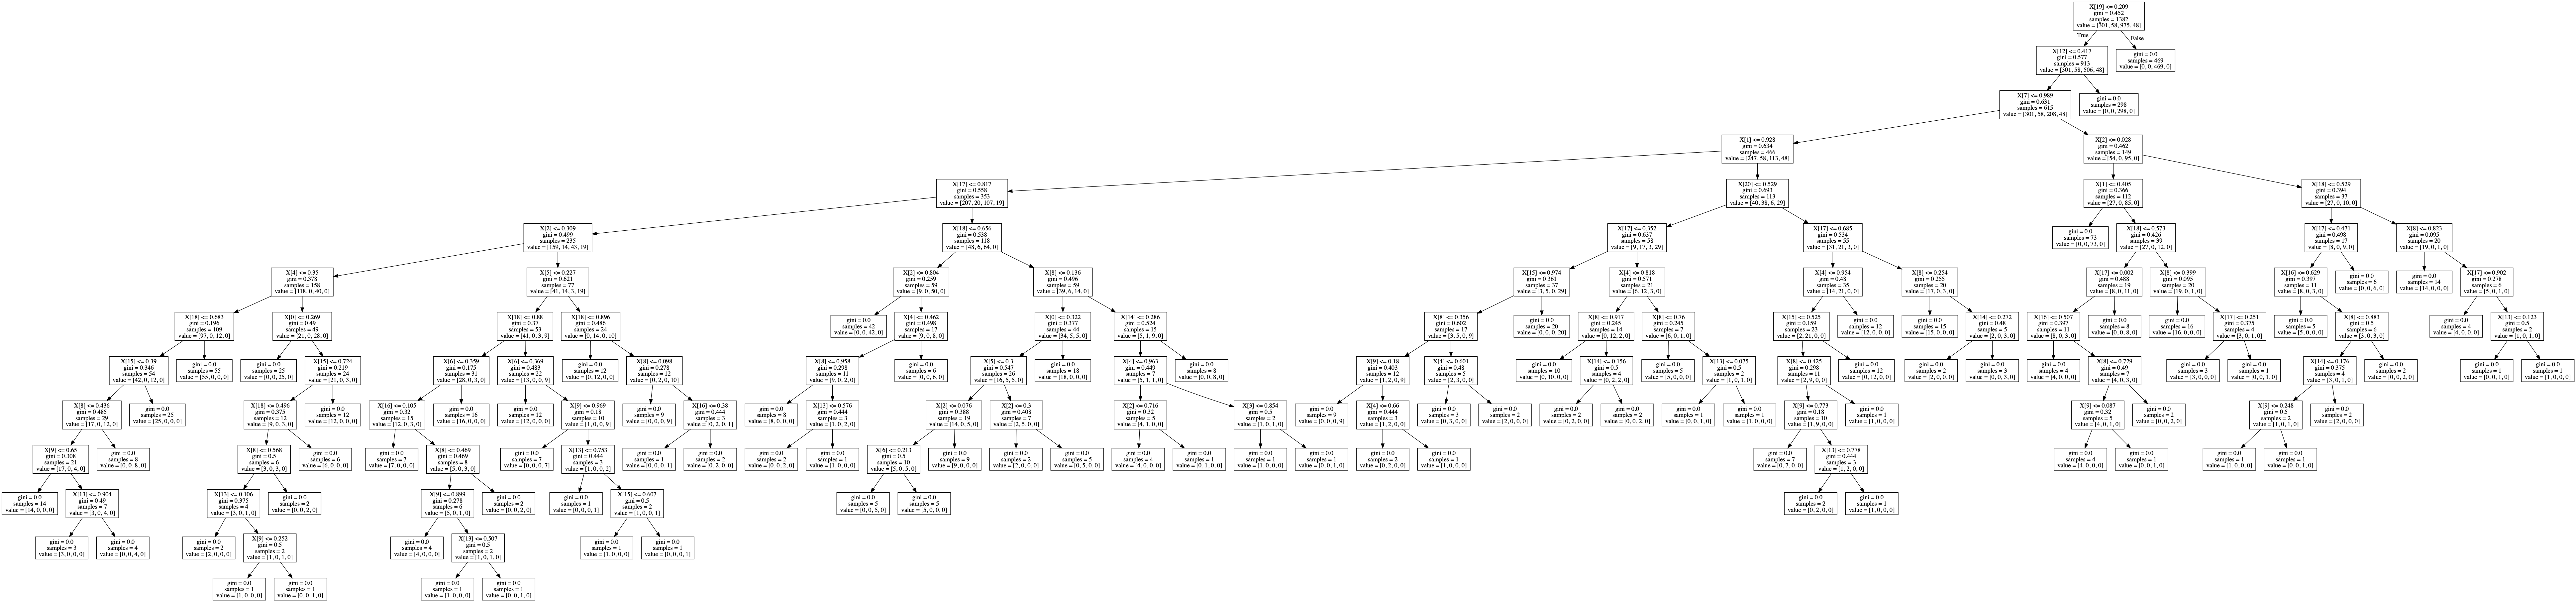 X[19] <= 0.209
gini = 0.452
samples = 1382
value = [301, 58, 975, 48]
True
False
X[12] <= 0.417
gini = 0.577
samples = 913
value = [301, 58, 506, 48]
gini = 0.0
samples = 469
value = [0, 0, 469, 0]
X[7] <= 0.989
gini = 0.631
samples = 615
value = [301, 58, 208, 48]
gini = 0.0
samples = 298
value = [0, 0, 298, 0]
X[1] <= 0.928
gini = 0.634
samples = 466
value = [247, 58, 113, 48]
X[2] <= 0.028
gini = 0.462
samples = 149
value = [54, 0, 95, 0]
X[17] <= 0.817
gini = 0.558
samples = 353
value = [207, 20, 107, 19]
X[20] <= 0.529
gini = 0.693
samples = 113
value = [40, 38, 6, 29]
X[1] <= 0.405
gini = 0.366
samples = 112
value = [27, 0, 85, 0]
X[18] <= 0.529
gini = 0.394
samples = 37
value = [27, 0, 10, 0]
X[2] <= 0.309
gini = 0.499
samples = 235
value = [159, 14, 43, 19]
X[18] <= 0.656
gini = 0.538
samples = 118
value = [48, 6, 64, 0]
X[17] <= 0.352
gini = 0.637
samples = 58
value = [9, 17, 3, 29]
X[17] <= 0.685
gini = 0.534
samples = 55
value = [31, 21, 3, 0]
gini = 0.0
samples = 73
value = [0, 0, 73, 0]
X[18] <= 0.573
gini = 0.426
samples = 39
value = [27, 0, 12, 0]
X[17] <= 0.471
gini = 0.498
samples = 17
value = [8, 0, 9, 0]
X[8] <= 0.823
gini = 0.095
samples = 20
value = [19, 0, 1, 0]
X[4] <= 0.35
gini = 0.378
samples = 158
value = [118, 0, 40, 0]
X[5] <= 0.227
gini = 0.621
samples = 77
value = [41, 14, 3, 19]
X[2] <= 0.804
gini = 0.259
samples = 59
value = [9, 0, 50, 0]
X[8] <= 0.136
gini = 0.496
samples = 59
value = [39, 6, 14, 0]
X[15] <= 0.974
gini = 0.361
samples = 37
value = [3, 5, 0, 29]
X[4] <= 0.818
gini = 0.571
samples = 21
value = [6, 12, 3, 0]
X[4] <= 0.954
gini = 0.48
samples = 35
value = [14, 21, 0, 0]
X[8] <= 0.254
gini = 0.255
samples = 20
value = [17, 0, 3, 0]
X[17] <= 0.002
gini = 0.488
samples = 19
value = [8, 0, 11, 0]
X[8] <= 0.399
gini = 0.095
samples = 20
value = [19, 0, 1, 0]
X[16] <= 0.629
gini = 0.397
samples = 11
value = [8, 0, 3, 0]
gini = 0.0
samples = 6
value = [0, 0, 6, 0]
gini = 0.0
samples = 14
value = [14, 0, 0, 0]
X[17] <= 0.902
gini = 0.278
samples = 6
value = [5, 0, 1, 0]
X[18] <= 0.683
gini = 0.196
samples = 109
value = [97, 0, 12, 0]
X[0] <= 0.269
gini = 0.49
samples = 49
value = [21, 0, 28, 0]
X[18] <= 0.88
gini = 0.37
samples = 53
value = [41, 0, 3, 9]
X[18] <= 0.896
gini = 0.486
samples = 24
value = [0, 14, 0, 10]
gini = 0.0
samples = 42
value = [0, 0, 42, 0]
X[4] <= 0.462
gini = 0.498
samples = 17
value = [9, 0, 8, 0]
X[0] <= 0.322
gini = 0.377
samples = 44
value = [34, 5, 5, 0]
X[14] <= 0.286
gini = 0.524
samples = 15
value = [5, 1, 9, 0]
X[8] <= 0.356
gini = 0.602
samples = 17
value = [3, 5, 0, 9]
gini = 0.0
samples = 20
value = [0, 0, 0, 20]
X[8] <= 0.917
gini = 0.245
samples = 14
value = [0, 12, 2, 0]
X[8] <= 0.76
gini = 0.245
samples = 7
value = [6, 0, 1, 0]
X[15] <= 0.525
gini = 0.159
samples = 23
value = [2, 21, 0, 0]
gini = 0.0
samples = 12
value = [12, 0, 0, 0]
gini = 0.0
samples = 15
value = [15, 0, 0, 0]
X[14] <= 0.272
gini = 0.48
samples = 5
value = [2, 0, 3, 0]
X[16] <= 0.507
gini = 0.397
samples = 11
value = [8, 0, 3, 0]
gini = 0.0
samples = 8
value = [0, 0, 8, 0]
gini = 0.0
samples = 16
value = [16, 0, 0, 0]
X[17] <= 0.251
gini = 0.375
samples = 4
value = [3, 0, 1, 0]
gini = 0.0
samples = 5
value = [5, 0, 0, 0]
X[8] <= 0.883
gini = 0.5
samples = 6
value = [3, 0, 3, 0]
gini = 0.0
samples = 4
value = [4, 0, 0, 0]
X[13] <= 0.123
gini = 0.5
samples = 2
value = [1, 0, 1, 0]
X[15] <= 0.39
gini = 0.346
samples = 54
value = [42, 0, 12, 0]
gini = 0.0
samples = 55
value = [55, 0, 0, 0]
gini = 0.0
samples = 25
value = [0, 0, 25, 0]
X[15] <= 0.724
gini = 0.219
samples = 24
value = [21, 0, 3, 0]
X[6] <= 0.359
gini = 0.175
samples = 31
value = [28, 0, 3, 0]
X[6] <= 0.369
gini = 0.483
samples = 22
value = [13, 0, 0, 9]
gini = 0.0
samples = 12
value = [0, 12, 0, 0]
X[8] <= 0.098
gini = 0.278
samples = 12
value = [0, 2, 0, 10]
X[8] <= 0.958
gini = 0.298
samples = 11
value = [9, 0, 2, 0]
gini = 0.0
samples = 6
value = [0, 0, 6, 0]
X[5] <= 0.3
gini = 0.547
samples = 26
value = [16, 5, 5, 0]
gini = 0.0
samples = 18
value = [18, 0, 0, 0]
X[4] <= 0.963
gini = 0.449
samples = 7
value = [5, 1, 1, 0]
gini = 0.0
samples = 8
value = [0, 0, 8, 0]
X[9] <= 0.18
gini = 0.403
samples = 12
value = [1, 2, 0, 9]
X[4] <= 0.601
gini = 0.48
samples = 5
value = [2, 3, 0, 0]
gini = 0.0
samples = 10
value = [0, 10, 0, 0]
X[14] <= 0.156
gini = 0.5
samples = 4
value = [0, 2, 2, 0]
gini = 0.0
samples = 5
value = [5, 0, 0, 0]
X[13] <= 0.075
gini = 0.5
samples = 2
value = [1, 0, 1, 0]
X[8] <= 0.425
gini = 0.298
samples = 11
value = [2, 9, 0, 0]
gini = 0.0
samples = 12
value = [0, 12, 0, 0]
gini = 0.0
samples = 2
value = [2, 0, 0, 0]
gini = 0.0
samples = 3
value = [0, 0, 3, 0]
gini = 0.0
samples = 4
value = [4, 0, 0, 0]
X[8] <= 0.729
gini = 0.49
samples = 7
value = [4, 0, 3, 0]
gini = 0.0
samples = 3
value = [3, 0, 0, 0]
gini = 0.0
samples = 1
value = [0, 0, 1, 0]
X[14] <= 0.176
gini = 0.375
samples = 4
value = [3, 0, 1, 0]
gini = 0.0
samples = 2
value = [0, 0, 2, 0]
gini = 0.0
samples = 1
value = [0, 0, 1, 0]
gini = 0.0
samples = 1
value = [1, 0, 0, 0]
X[8] <= 0.436
gini = 0.485
samples = 29
value = [17, 0, 12, 0]
gini = 0.0
samples = 25
value = [25, 0, 0, 0]
X[18] <= 0.496
gini = 0.375
samples = 12
value = [9, 0, 3, 0]
gini = 0.0
samples = 12
value = [12, 0, 0, 0]
X[16] <= 0.105
gini = 0.32
samples = 15
value = [12, 0, 3, 0]
gini = 0.0
samples = 16
value = [16, 0, 0, 0]
gini = 0.0
samples = 12
value = [12, 0, 0, 0]
X[9] <= 0.969
gini = 0.18
samples = 10
value = [1, 0, 0, 9]
gini = 0.0
samples = 9
value = [0, 0, 0, 9]
X[16] <= 0.38
gini = 0.444
samples = 3
value = [0, 2, 0, 1]
gini = 0.0
samples = 8
value = [8, 0, 0, 0]
X[13] <= 0.576
gini = 0.444
samples = 3
value = [1, 0, 2, 0]
X[2] <= 0.076
gini = 0.388
samples = 19
value = [14, 0, 5, 0]
X[2] <= 0.3
gini = 0.408
samples = 7
value = [2, 5, 0, 0]
X[2] <= 0.716
gini = 0.32
samples = 5
value = [4, 1, 0, 0]
X[3] <= 0.854
gini = 0.5
samples = 2
value = [1, 0, 1, 0]
gini = 0.0
samples = 9
value = [0, 0, 0, 9]
X[4] <= 0.66
gini = 0.444
samples = 3
value = [1, 2, 0, 0]
gini = 0.0
samples = 3
value = [0, 3, 0, 0]
gini = 0.0
samples = 2
value = [2, 0, 0, 0]
gini = 0.0
samples = 2
value = [0, 2, 0, 0]
gini = 0.0
samples = 2
value = [0, 0, 2, 0]
gini = 0.0
samples = 1
value = [0, 0, 1, 0]
gini = 0.0
samples = 1
value = [1, 0, 0, 0]
X[9] <= 0.773
gini = 0.18
samples = 10
value = [1, 9, 0, 0]
gini = 0.0
samples = 1
value = [1, 0, 0, 0]
X[9] <= 0.087
gini = 0.32
samples = 5
value = [4, 0, 1, 0]
gini = 0.0
samples = 2
value = [0, 0, 2, 0]
X[9] <= 0.248
gini = 0.5
samples = 2
value = [1, 0, 1, 0]
gini = 0.0
samples = 2
value = [2, 0, 0, 0]
X[9] <= 0.65
gini = 0.308
samples = 21
value = [17, 0, 4, 0]
gini = 0.0
samples = 8
value = [0, 0, 8, 0]
X[8] <= 0.568
gini = 0.5
samples = 6
value = [3, 0, 3, 0]
gini = 0.0
samples = 6
value = [6, 0, 0, 0]
gini = 0.0
samples = 7
value = [7, 0, 0, 0]
X[8] <= 0.469
gini = 0.469
samples = 8
value = [5, 0, 3, 0]
gini = 0.0
samples = 7
value = [0, 0, 0, 7]
X[13] <= 0.753
gini = 0.444
samples = 3
value = [1, 0, 0, 2]
gini = 0.0
samples = 1
value = [0, 0, 0, 1]
gini = 0.0
samples = 2
value = [0, 2, 0, 0]
gini = 0.0
samples = 2
value = [0, 0, 2, 0]
gini = 0.0
samples = 1
value = [1, 0, 0, 0]
X[6] <= 0.213
gini = 0.5
samples = 10
value = [5, 0, 5, 0]
gini = 0.0
samples = 9
value = [9, 0, 0, 0]
gini = 0.0
samples = 2
value = [2, 0, 0, 0]
gini = 0.0
samples = 5
value = [0, 5, 0, 0]
gini = 0.0
samples = 4
value = [4, 0, 0, 0]
gini = 0.0
samples = 1
value = [0, 1, 0, 0]
gini = 0.0
samples = 1
value = [1, 0, 0, 0]
gini = 0.0
samples = 1
value = [0, 0, 1, 0]
gini = 0.0
samples = 2
value = [0, 2, 0, 0]
gini = 0.0
samples = 1
value = [1, 0, 0, 0]
gini = 0.0
samples = 7
value = [0, 7, 0, 0]
X[13] <= 0.778
gini = 0.444
samples = 3
value = [1, 2, 0, 0]
gini = 0.0
samples = 4
value = [4, 0, 0, 0]
gini = 0.0
samples = 1
value = [0, 0, 1, 0]
gini = 0.0
samples = 1
value = [1, 0, 0, 0]
gini = 0.0
samples = 1
value = [0, 0, 1, 0]
gini = 0.0
samples = 14
value = [14, 0, 0, 0]
X[13] <= 0.904
gini = 0.49
samples = 7
value = [3, 0, 4, 0]
X[13] <= 0.106
gini = 0.375
samples = 4
value = [3, 0, 1, 0]
gini = 0.0
samples = 2
value = [0, 0, 2, 0]
X[9] <= 0.899
gini = 0.278
samples = 6
value = [5, 0, 1, 0]
gini = 0.0
samples = 2
value = [0, 0, 2, 0]
gini = 0.0
samples = 1
value = [0, 0, 0, 1]
X[15] <= 0.607
gini = 0.5
samples = 2
value = [1, 0, 0, 1]
gini = 0.0
samples = 5
value = [0, 0, 5, 0]
gini = 0.0
samples = 5
value = [5, 0, 0, 0]
gini = 0.0
samples = 2
value = [0, 2, 0, 0]
gini = 0.0
samples = 1
value = [1, 0, 0, 0]
gini = 0.0
samples = 3
value = [3, 0, 0, 0]
gini = 0.0
samples = 4
value = [0, 0, 4, 0]
gini = 0.0
samples = 2
value = [2, 0, 0, 0]
X[9] <= 0.252
gini = 0.5
samples = 2
value = [1, 0, 1, 0]
gini = 0.0
samples = 4
value = [4, 0, 0, 0]
X[13] <= 0.507
gini = 0.5
samples = 2
value = [1, 0, 1, 0]
gini = 0.0
samples = 1
value = [1, 0, 0, 0]
gini = 0.0
samples = 1
value = [0, 0, 0, 1]
gini = 0.0
samples = 1
value = [1, 0, 0, 0]
gini = 0.0
samples = 1
value = [0, 0, 1, 0]
gini = 0.0
samples = 1
value = [1, 0, 0, 0]
gini = 0.0
samples = 1
value = [0, 0, 1, 0]